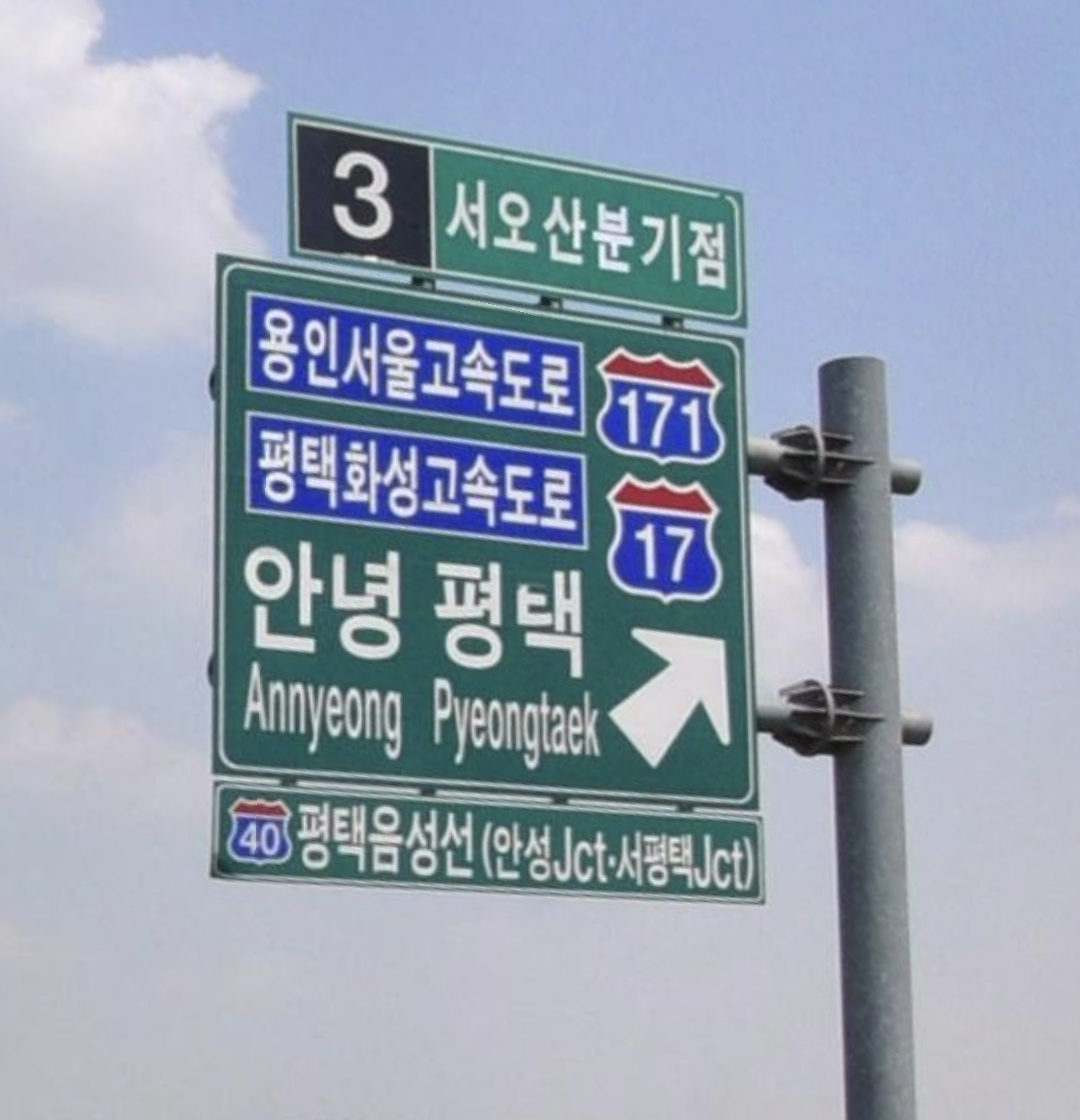 3 서오산분기점
용인서울고속도로 171
평택화성고속도로 17
안녕 평택
Annyeong Pyeongtaek
40 평택음성선 (안성Jct·서평택Jct)